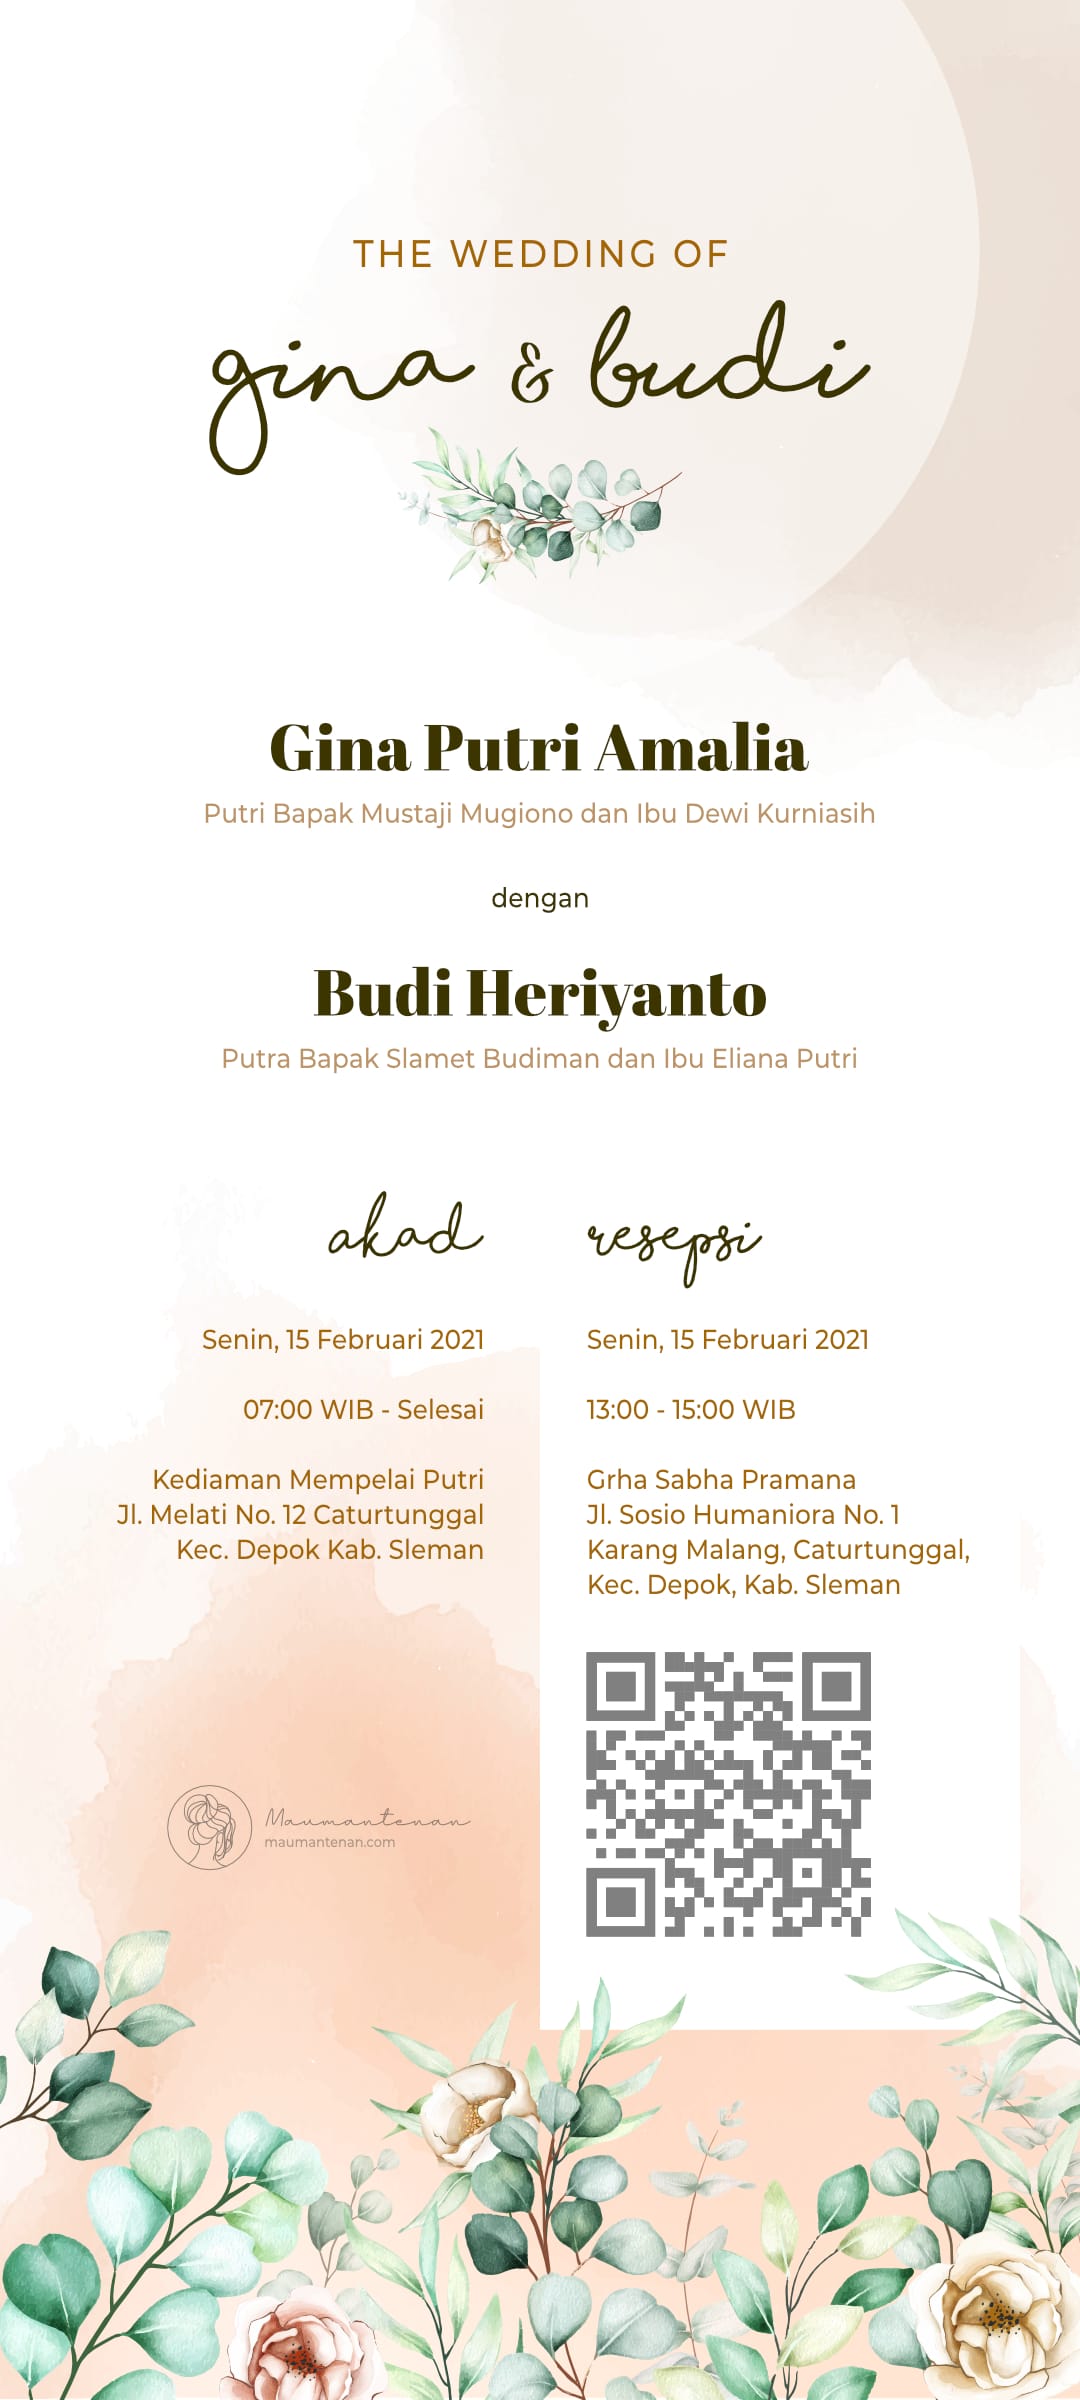 THE WEDDING OF
gina & budi
Gina Putri Amalia
Putri Bapak Mustaji Mugiono dan Ibu Dewi Kurniasih
dengan
Budi Heriyanto
Putra Bapak Slamet Budiman dan Ibu Eliana Putri
akad
Senin, 15 Februari 2021
07:00 WIB - Selesai
Kediaman Mempelai Putri
Jl. Melati No. 12 Caturtunggal
Kec. Depok Kab. Sleman
resepsi
Senin, 15 Februari 2021
13:00 - 15:00 WIB
Grha Sabha Pramana
Jl. Sosio Humaniora No. 1
Karang Malang, Caturtunggal,
Kec. Depok, Kab. Sleman
Maumantenan
maumantenan.com